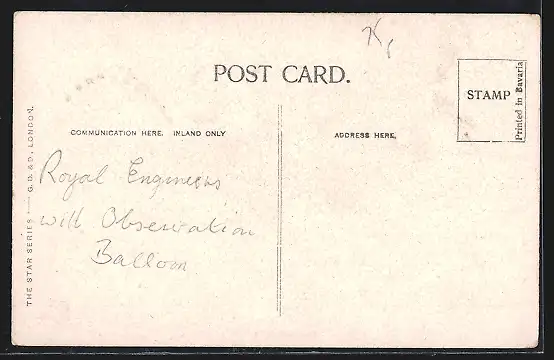 POST CARD.
STAMP
Printed in Bavaria
COMMUNICATION HERE. INLAND ONLY
ADDRESS HERE.
THE STAR SERIES — G. D. & D., LONDON.
Royal Engineers
with Observation
Balloon